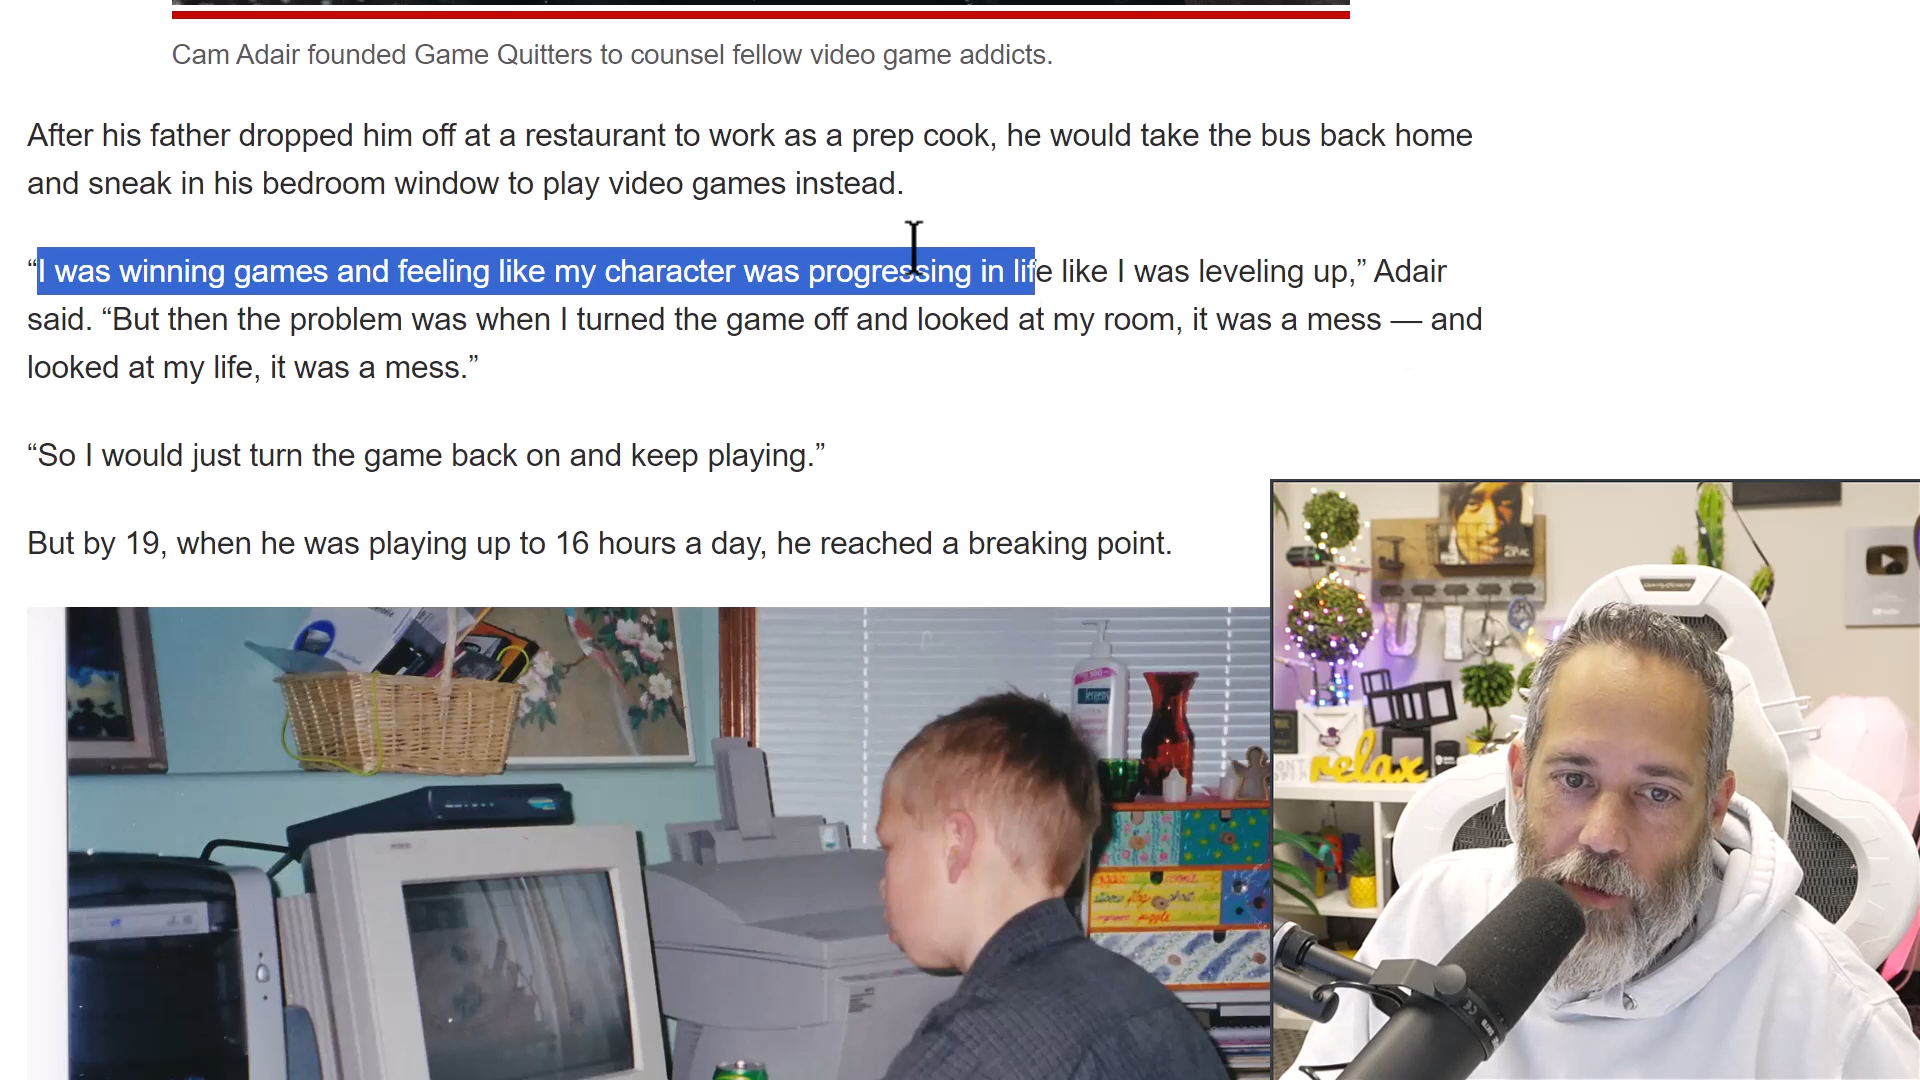 Cam Adair founded Game Quitters to counsel fellow video game addicts.
After his father dropped him off at a restaurant to work as a prep cook, he would take the bus back home
and sneak in his bedroom window to play video games instead.
“I was winning games and feeling like my character was progressing in life like I was leveling up,” Adair
said. “But then the problem was when I turned the game off and looked at my room, it was a mess — and
looked at my life, it was a mess.”
“So I would just turn the game back on and keep playing.”
But by 19, when he was playing up to 16 hours a day, he reached a breaking point.
relax